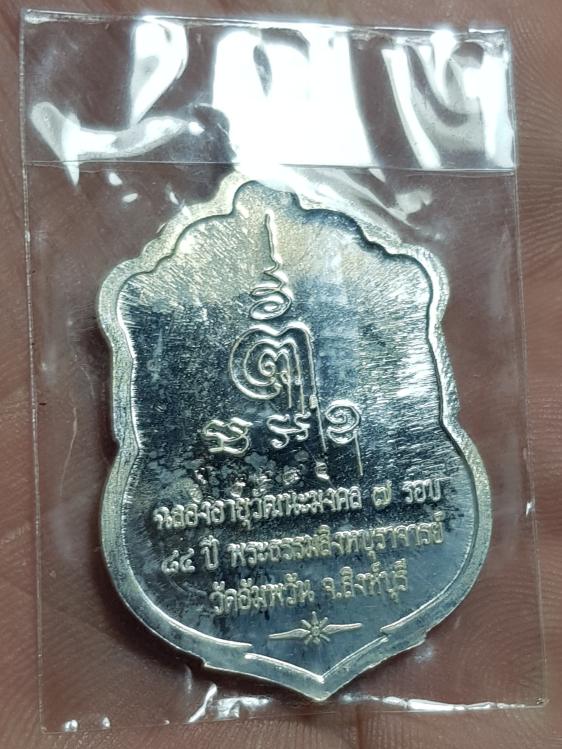 ฉลองอายุวัฒนะมงคล ๗ รอบ
๘๔ ปี พระธรรมสิงหบุราจารย์
วัดอัมพวัน จ.สิงห์บุรี